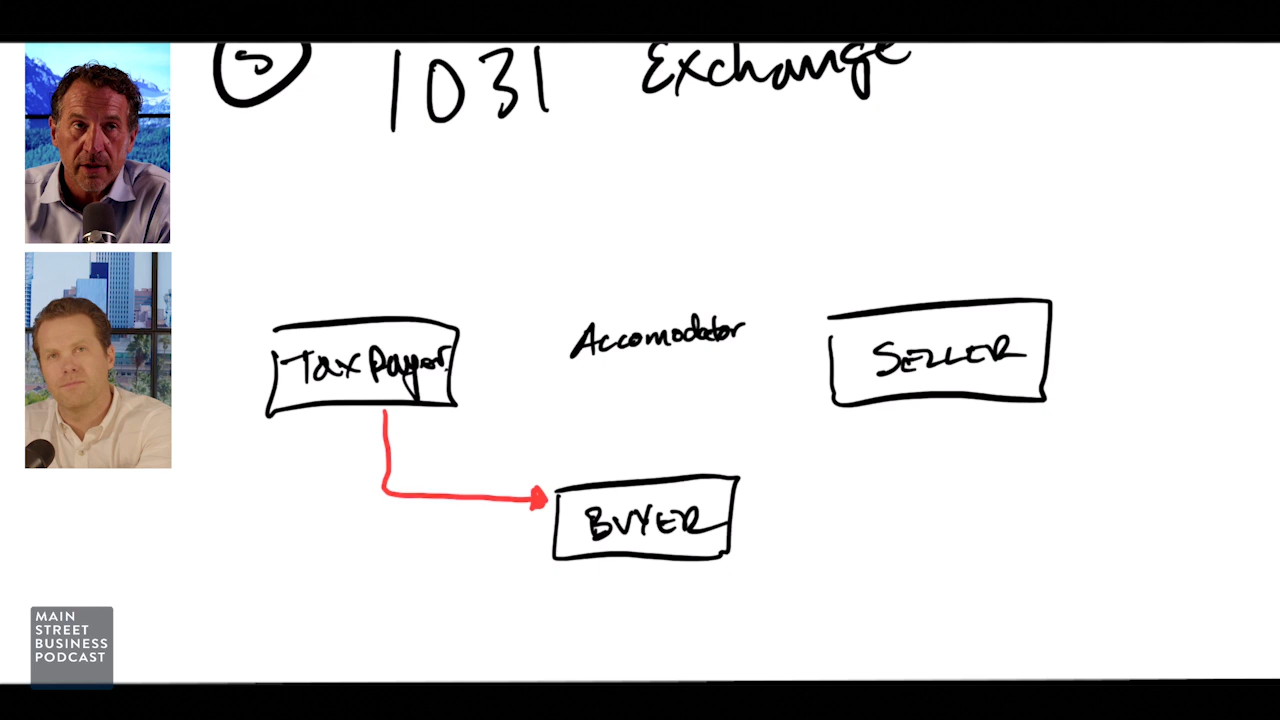 1031 Exchange
Tax Payer
Accomodator
SELLER
BUYER
MAIN
STREET
BUSINESS
PODCAST